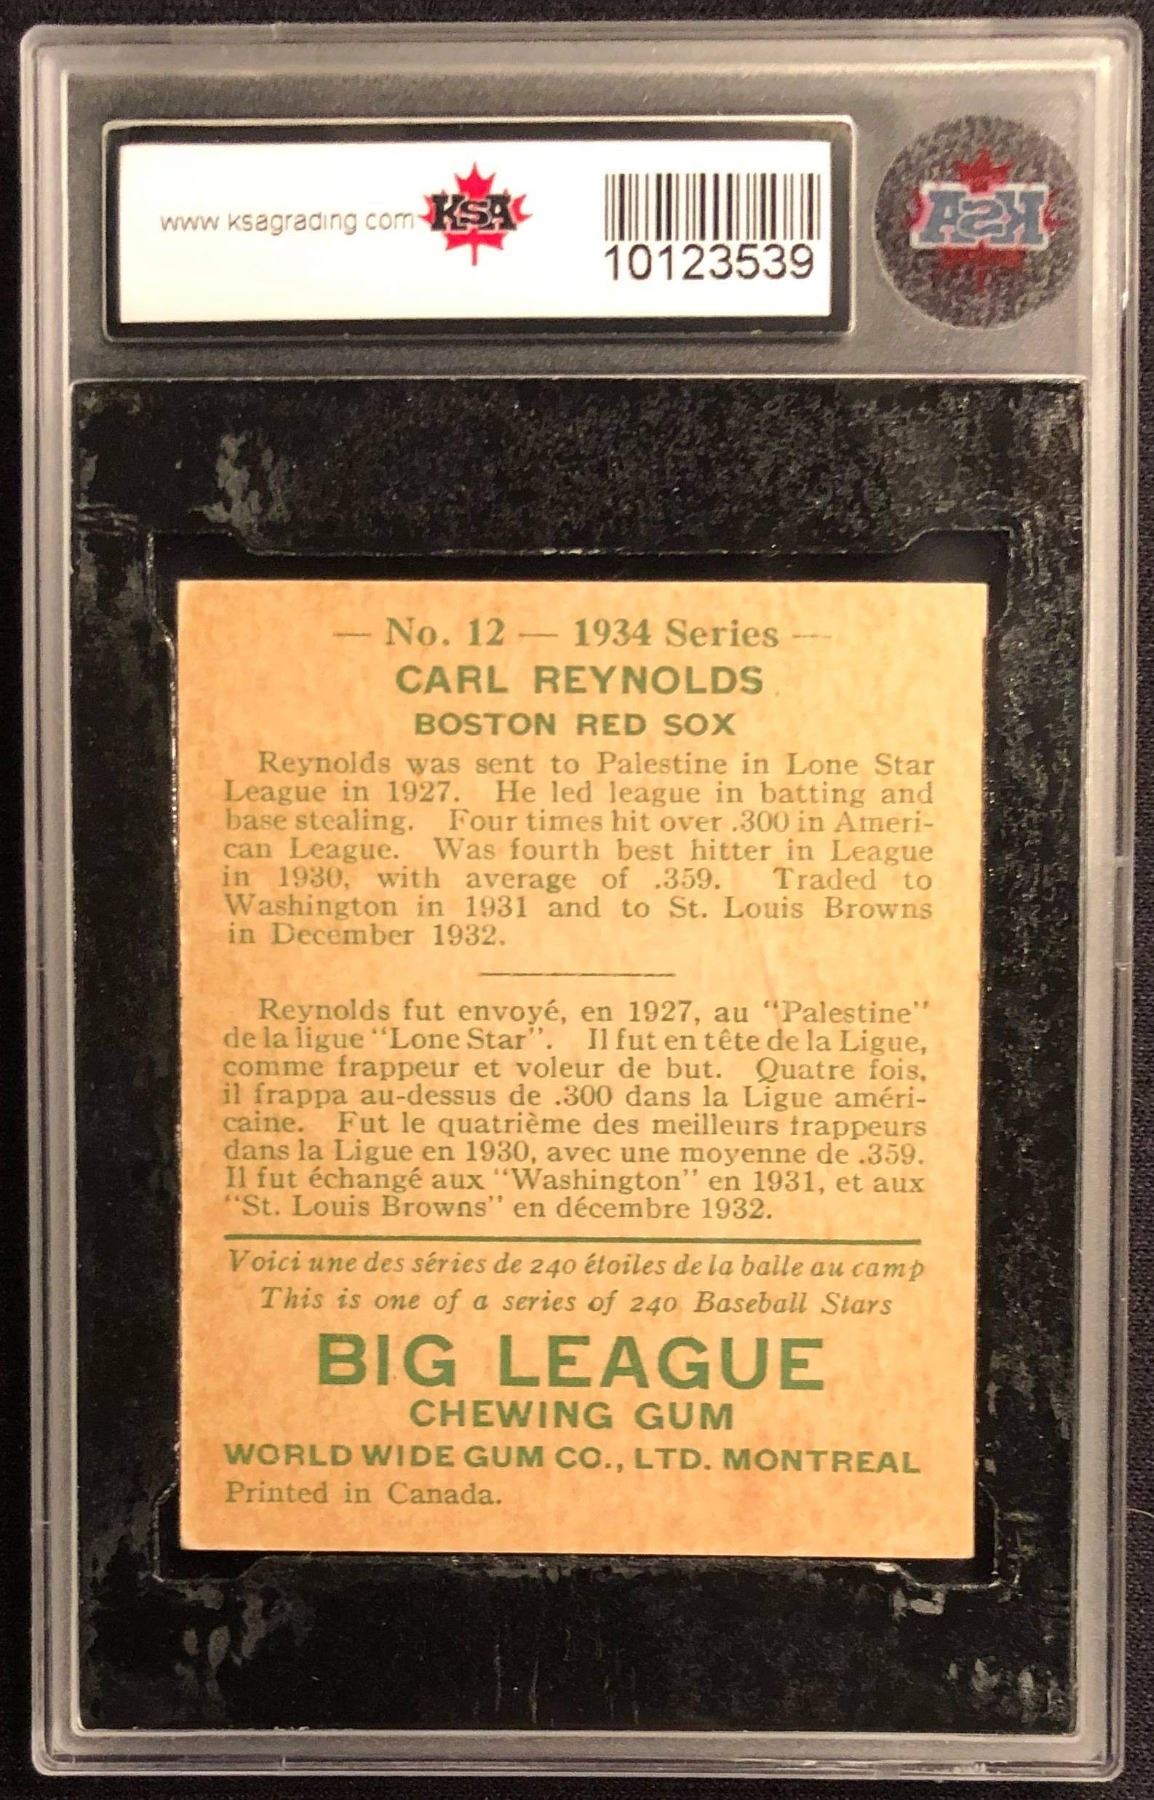 www.ksagrading.com
KSA
10123539
KSA
— No. 12 — 1934 Series —
CARL REYNOLDS
BOSTON RED SOX
Reynolds was sent to Palestine in Lone Star
League in 1927. He led league in batting and
base stealing. Four times hit over .300 in Ameri-
can League. Was fourth best hitter in League
in 1930, with average of .359. Traded to
Washington in 1931 and to St. Louis Browns
in December 1932.
Reynolds fut envoyé, en 1927, au "Palestine"
de la ligue "Lone Star". Il fut en tête de la Ligue,
comme frappeur et voleur de but. Quatre fois,
il frappa au-dessus de .300 dans la Ligue améri-
caine. Fut le quatrième des meilleurs frappeurs
dans la Ligue en 1930, avec une moyenne de .359.
Il fut échangé aux "Washington" en 1931, et aux
"St. Louis Browns" en décembre 1932.
Voici une des séries de 240 étoiles de la balle au camp
This is one of a series of 240 Baseball Stars
BIG LEAGUE
CHEWING GUM
WORLD WIDE GUM CO., LTD. MONTREAL
Printed in Canada.